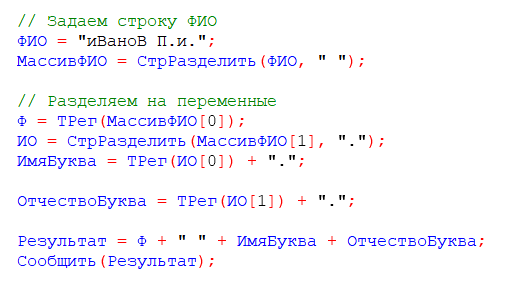 // Задаем строку ФИО
ФИО = "иВаноВ П.и.";
МассивФИО = СтрРазделить(ФИО, " ");
// Разделяем на переменные
Ф = ТРег(МассивФИО[0]);
ИО = СтрРазделить(МассивФИО[1], ".");
ИмяБуква = ТРег(ИО[0]) + ".";
ОтчествоБуква = ТРег(ИО[1]) + ".";
Результат = Ф + " " + ИмяБуква + ОтчествоБуква;
Сообщить(Результат);